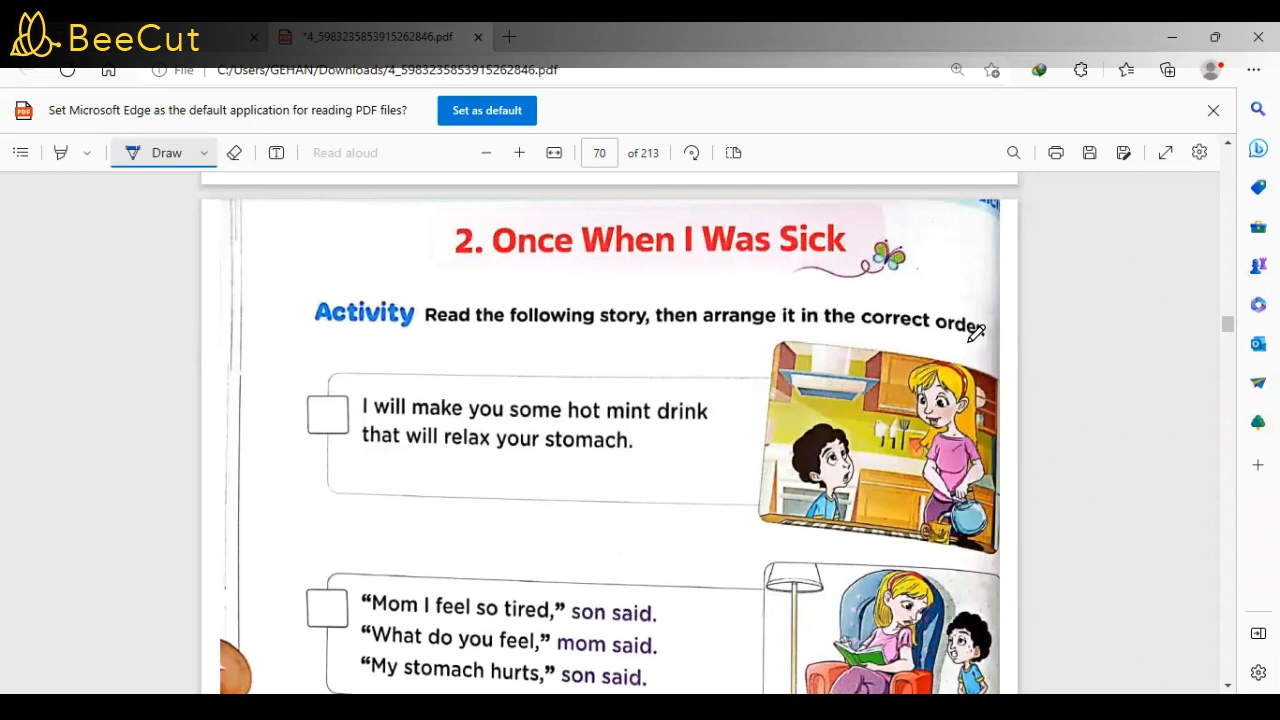 BeeCut
*4_5983235853915262846.pdf
File C:/Users/GEHAN/Downloads/4_5983235853915262846.pdf
Set Microsoft Edge as the default application for reading PDF files? Set as default
Draw Read aloud 70 of 213
2. Once When I Was Sick
Activity Read the following story, then arrange it in the correct order
I will make you some hot mint drink
that will relax your stomach.
“Mom I feel so tired,” son said.
“What do you feel,” mom said.
“My stomach hurts,” son said.